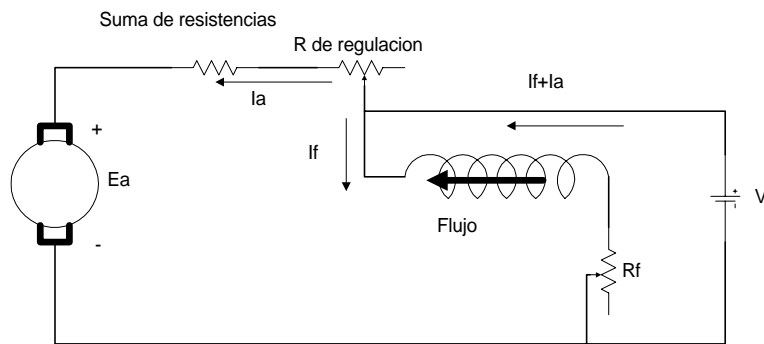 Suma de resistencias
R de regulacion
Ia
If+Ia
+
If
Ea
-
Flujo
Rf
+
-
V